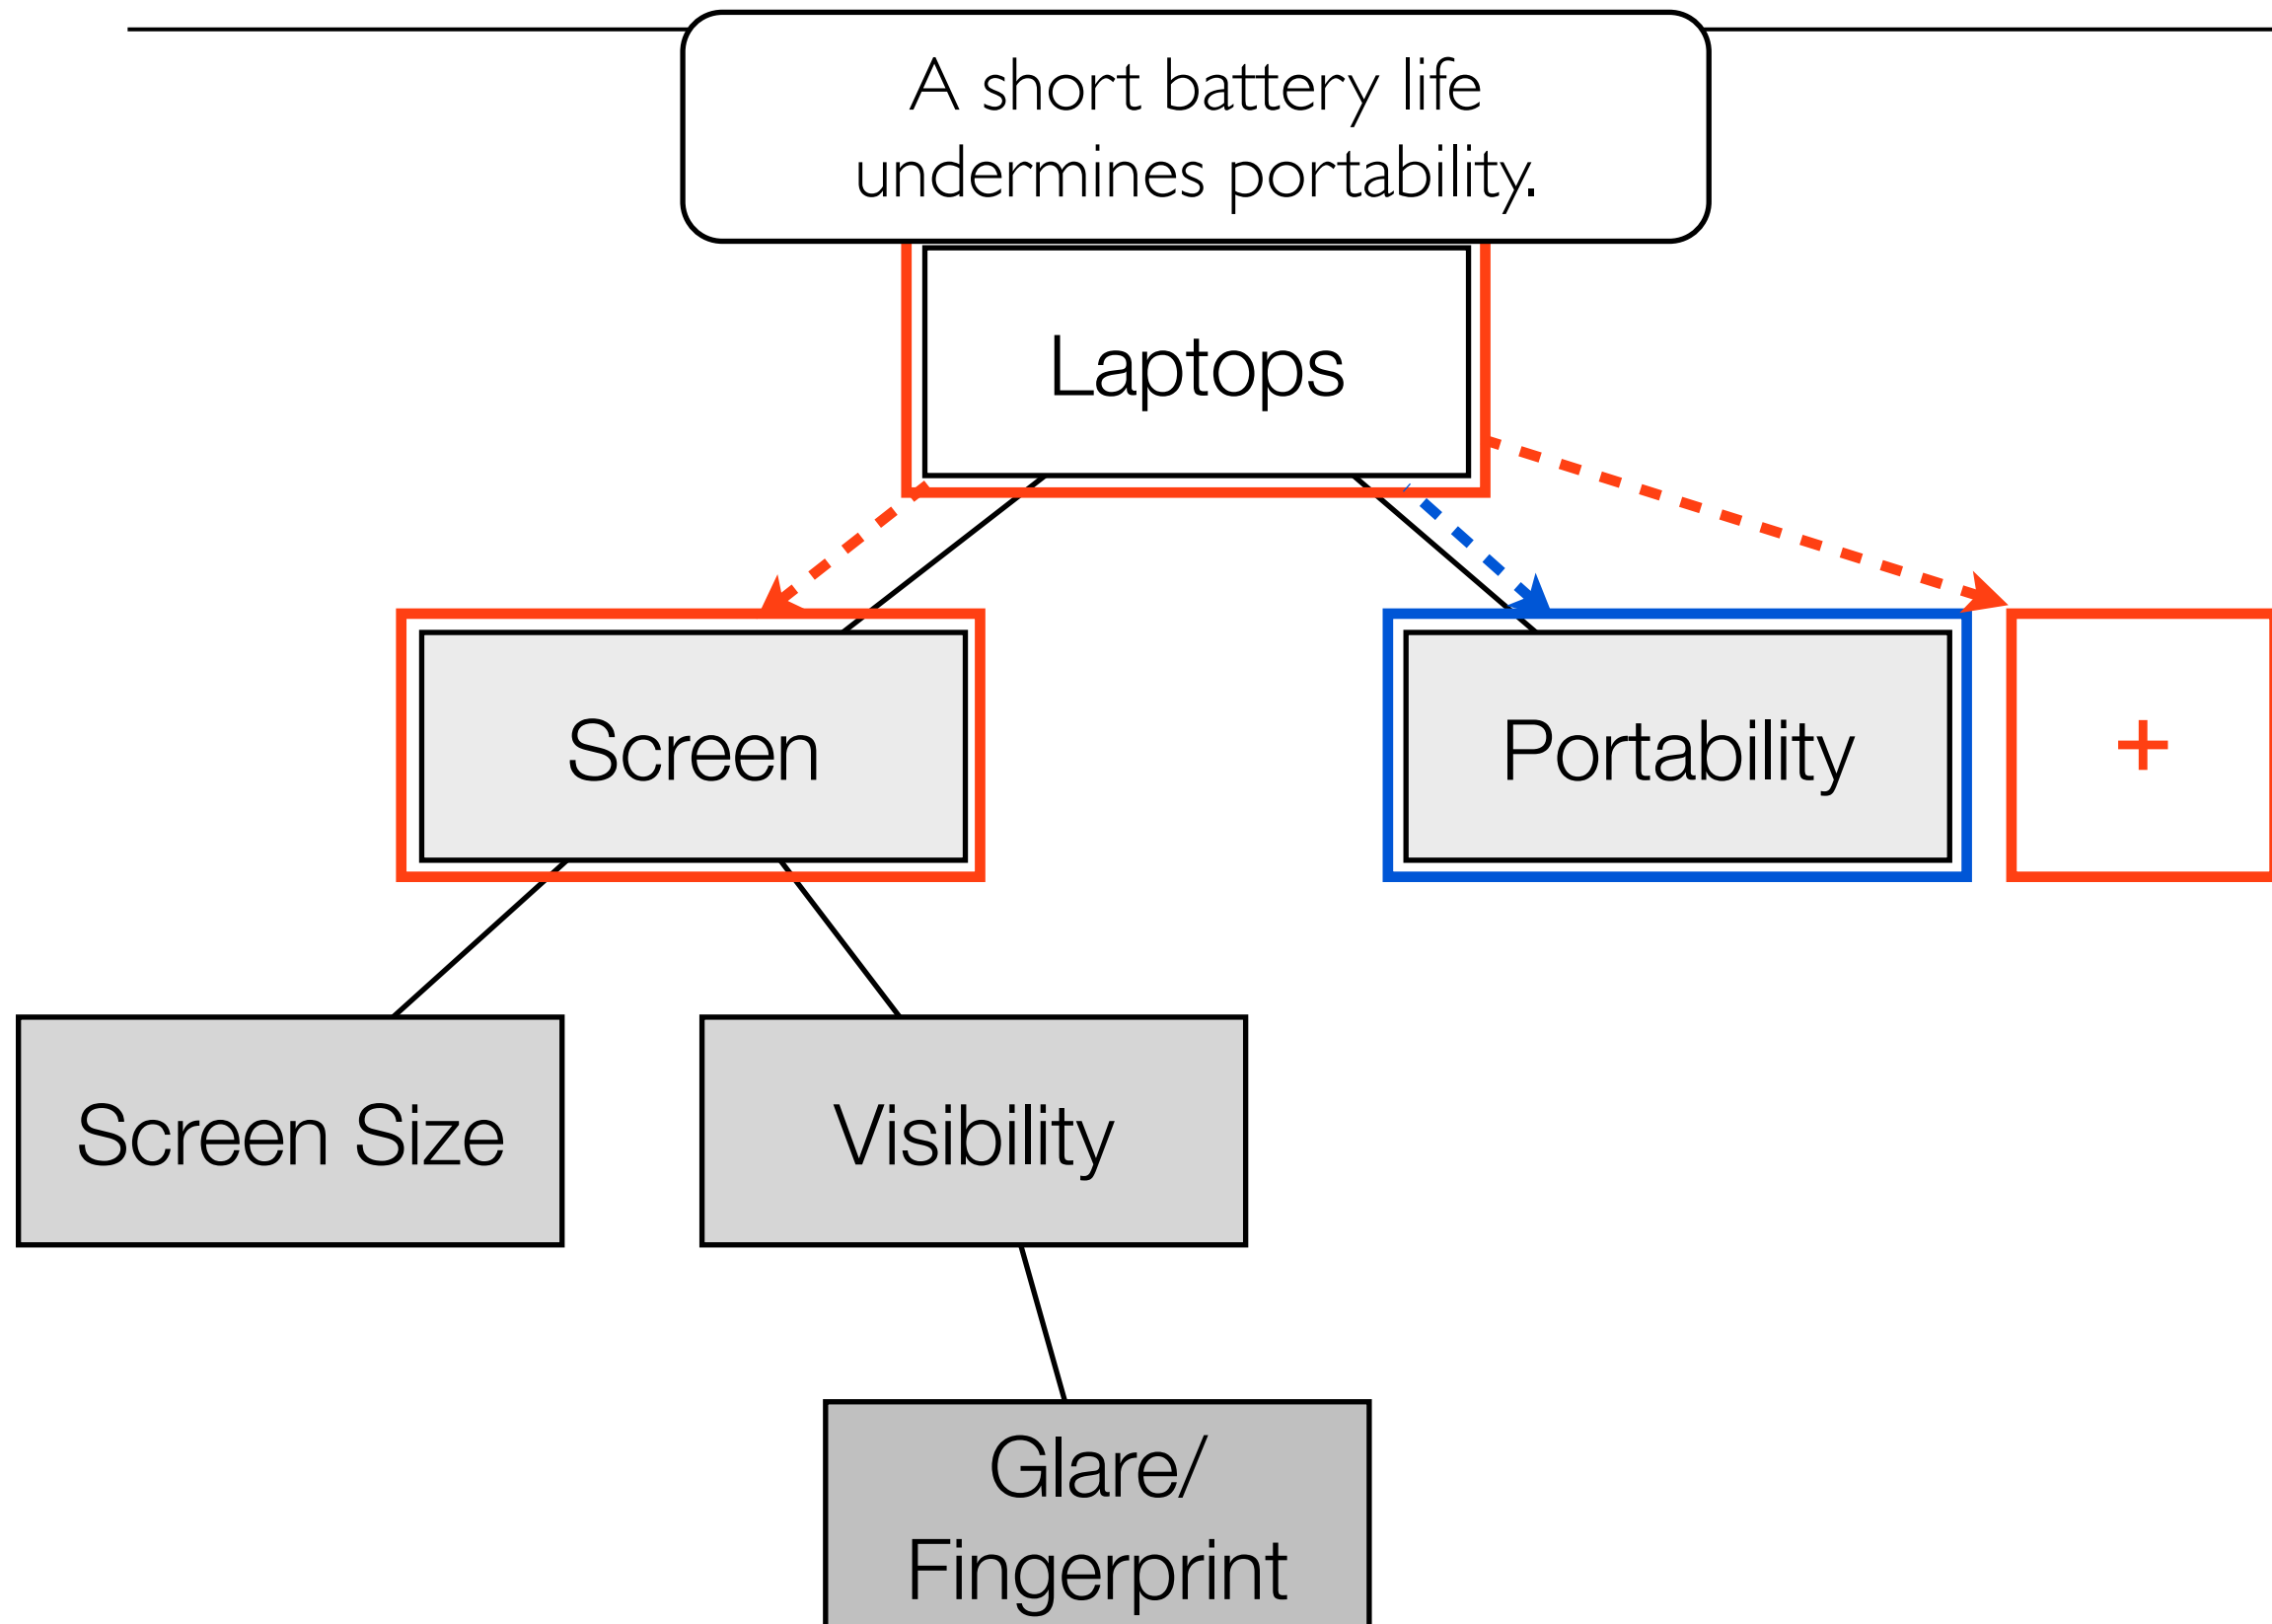 A short battery life
undermines portability.
Laptops
Screen
Portability
+
Screen Size
Visibility
Glare/
Fingerprint